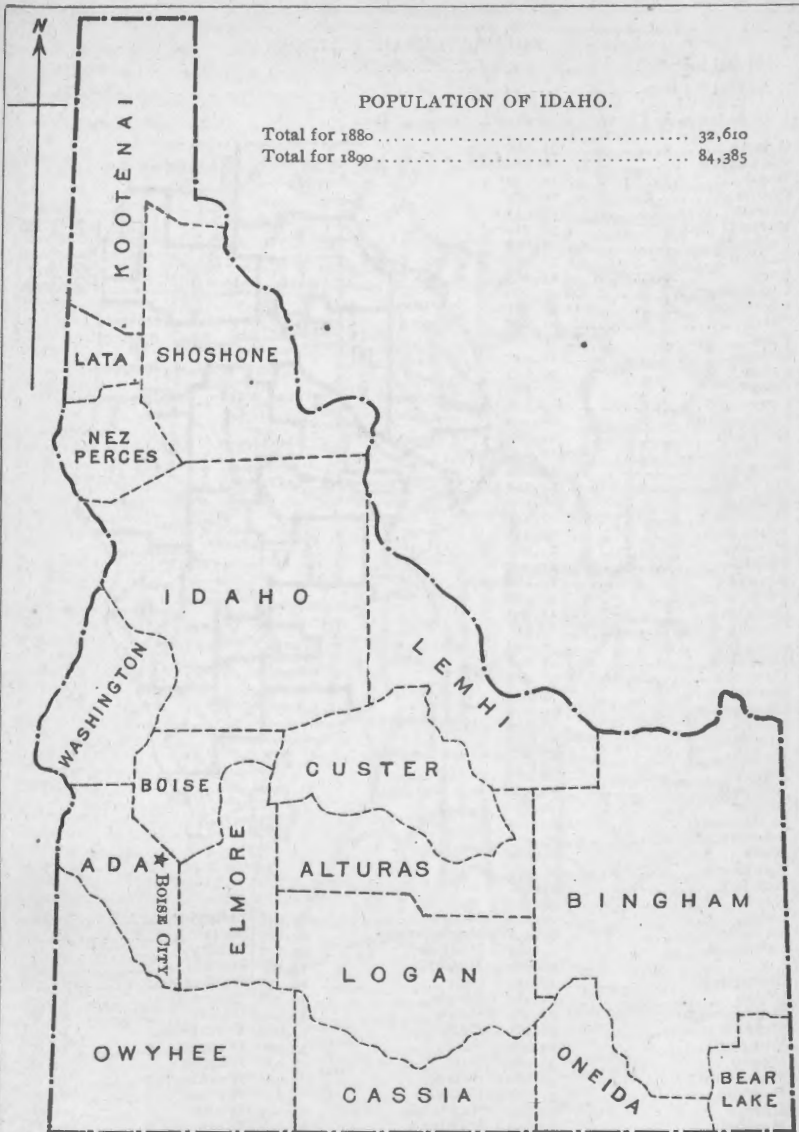 N
POPULATION OF IDAHO.
Total for 1880 ........................................ 32,610
Total for 1890 ........................................ 84,385
KOOTENAI
LATA
SHOSHONE
NEZ
PERCES
IDAHO
LEMHI
WASHINGTON
BOISE
CUSTER
ADA
Boise City
ELMORE
ALTURAS
BINGHAM
LOGAN
OWYHEE
CASSIA
ONEIDA
BEAR
LAKE